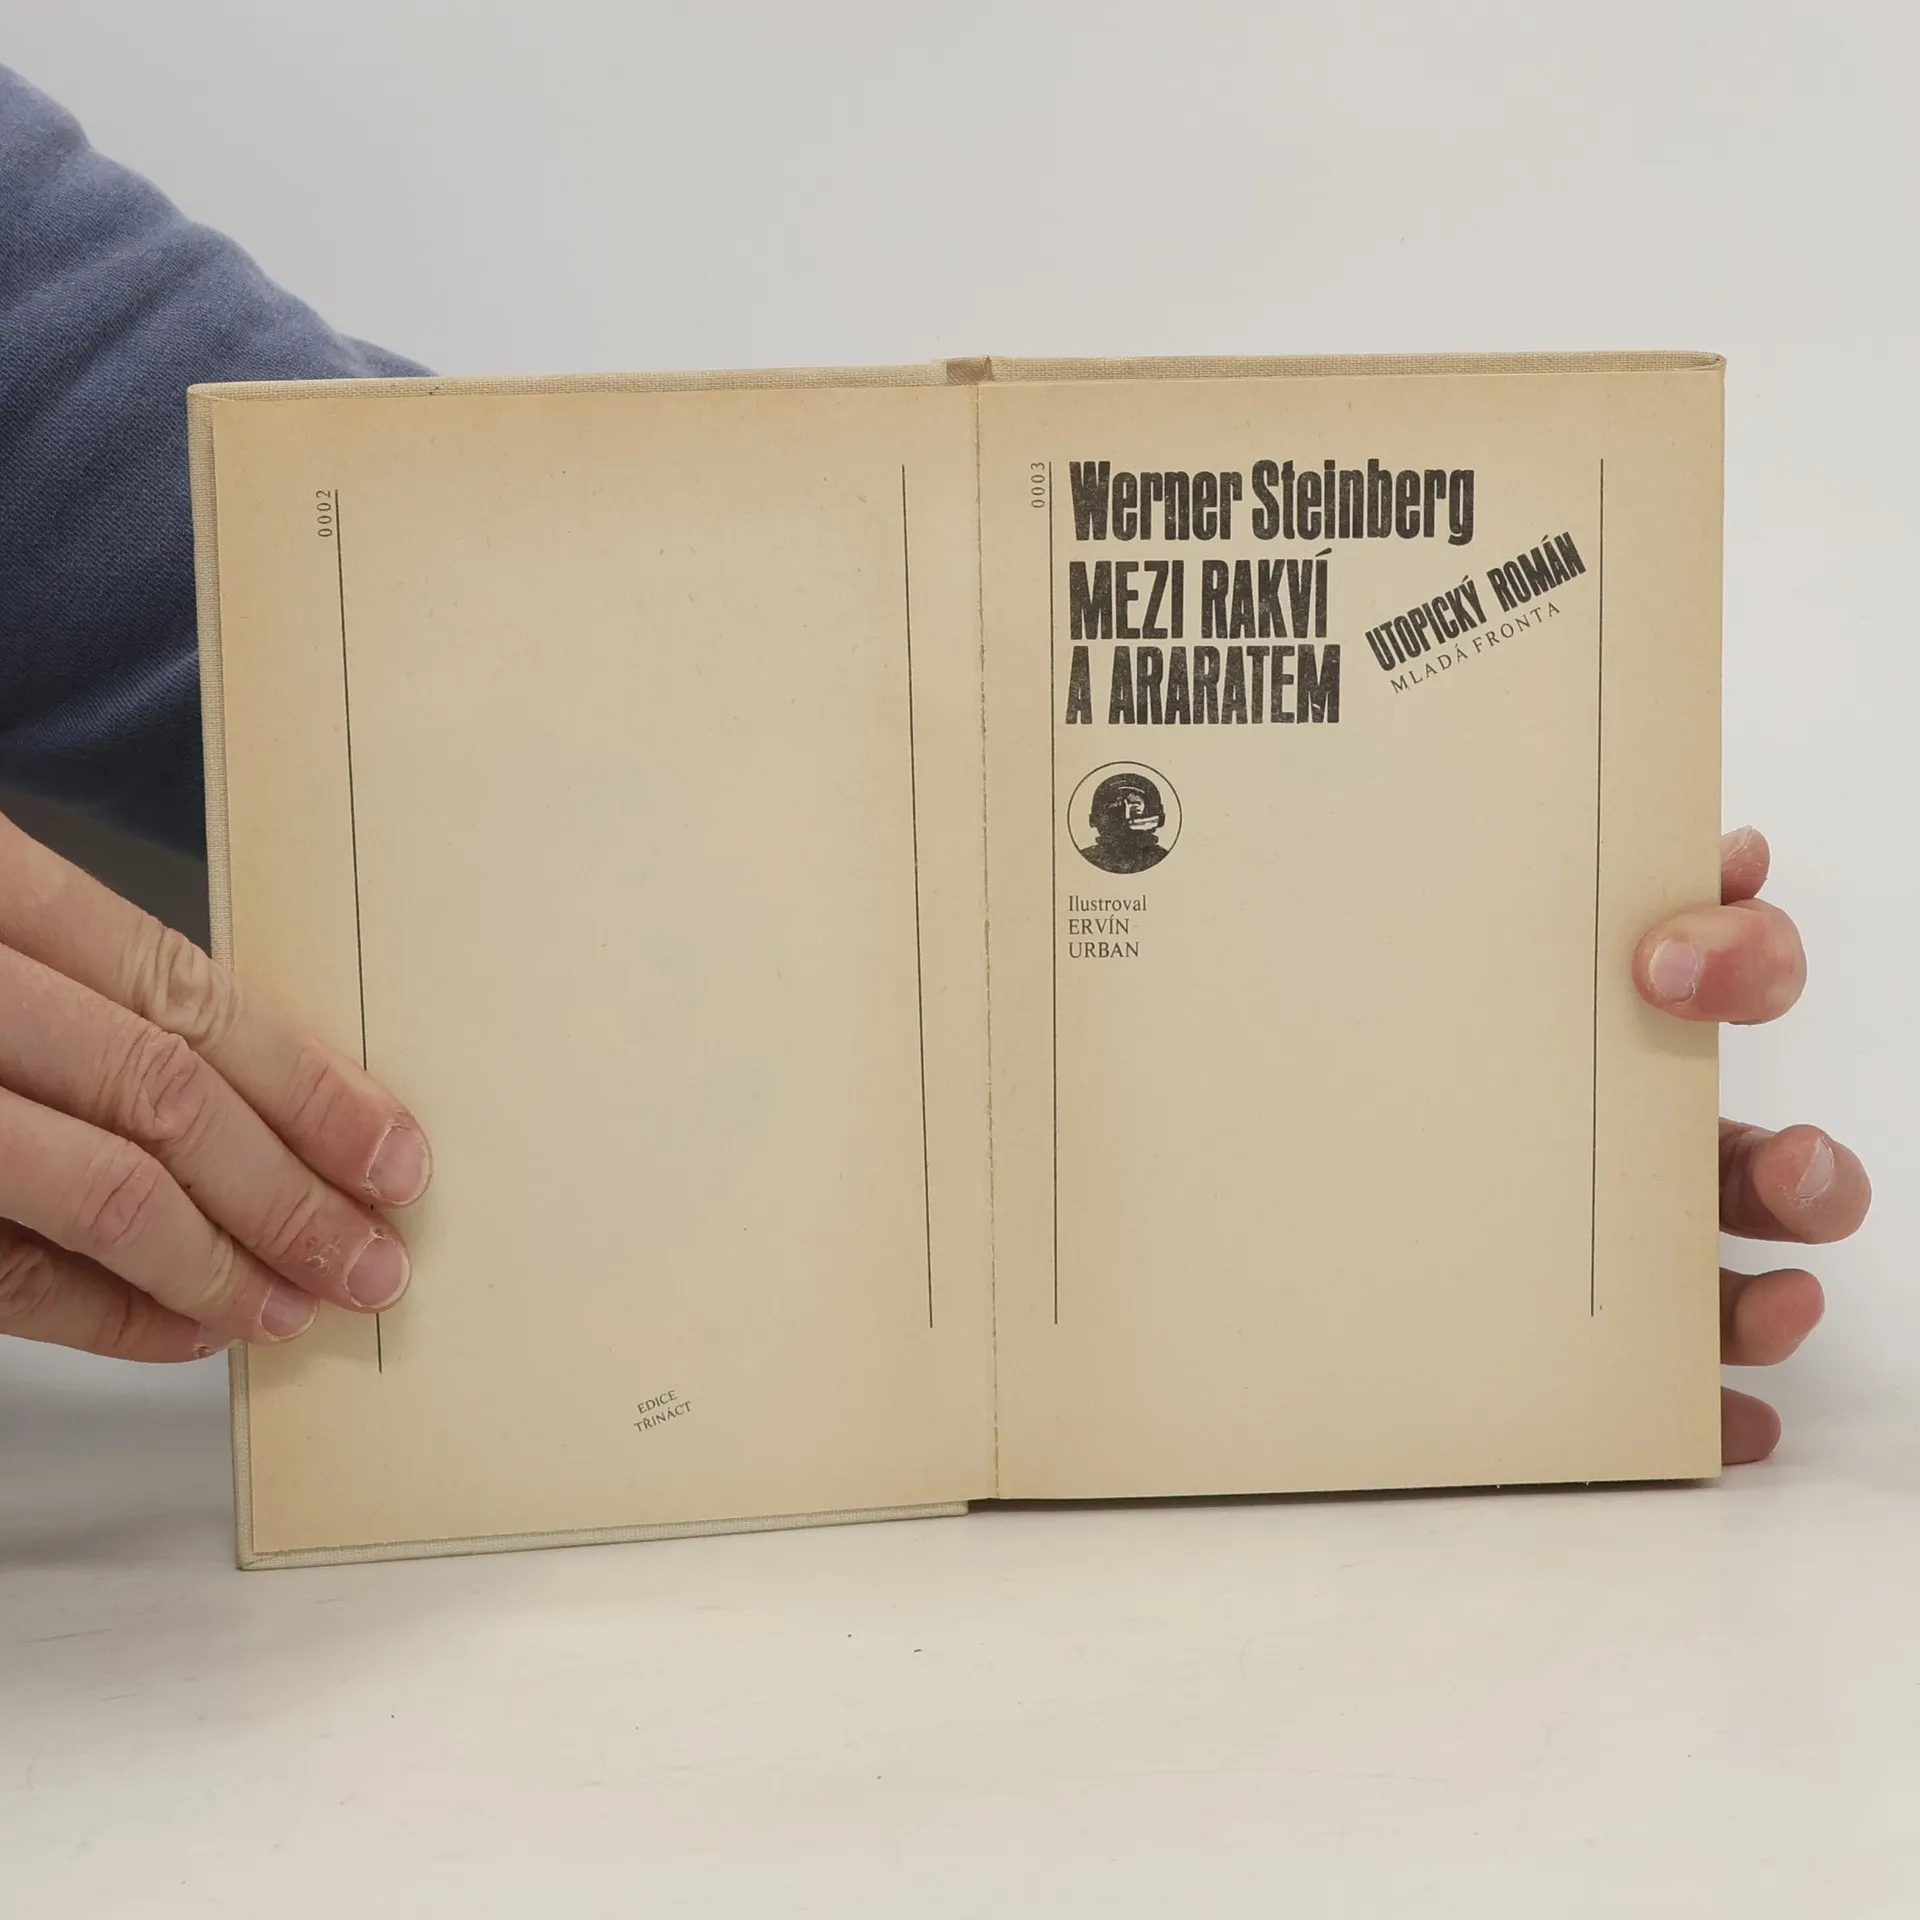 0002
EDICE
TŘINÁCT
0003
Werner Steinberg
MEZI RAKVÍ
A ARARATEM
UTOPICKÝ ROMÁN
MLADÁ FRONTA
Ilustroval
ERVÍN
URBAN